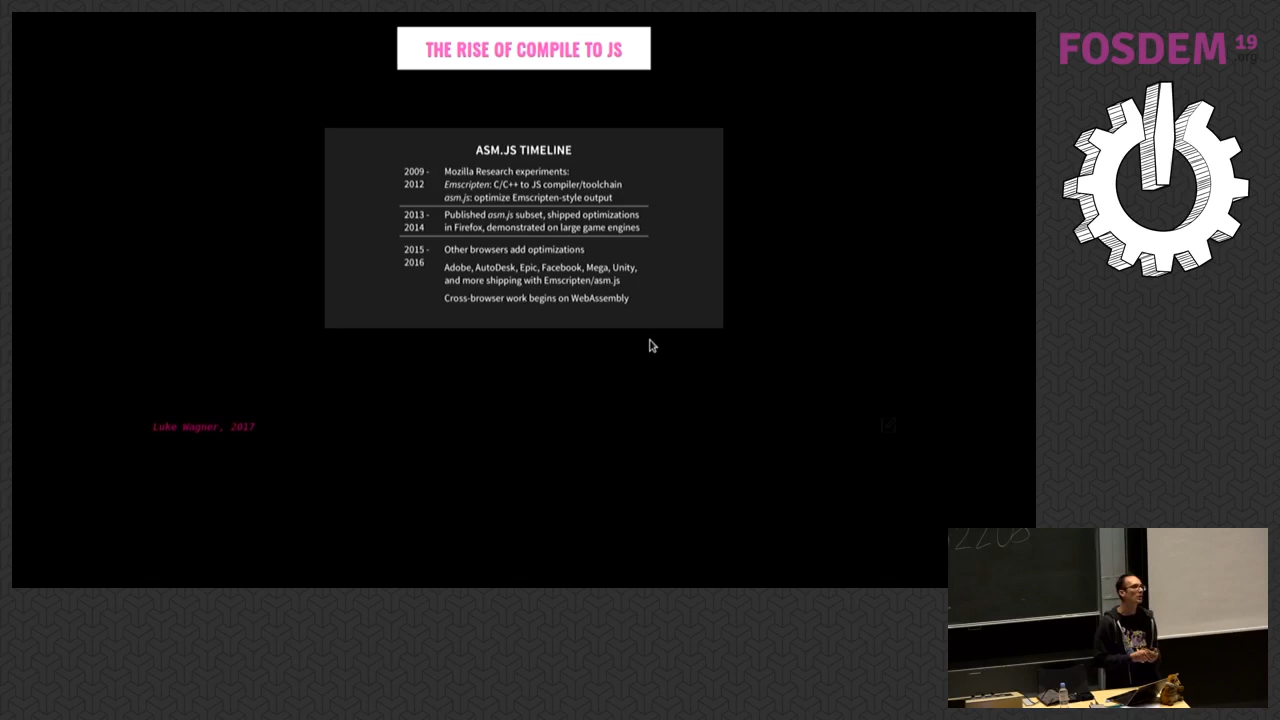 THE RISE OF COMPILE TO JS
FOSDEM 19
.org
ASM.JS TIMELINE
2009 - Mozilla Research experiments:
2012 Emscripten: C/C++ to JS compiler/toolchain
asm.js: optimize Emscripten-style output
2013 - Published asm.js subset, shipped optimizations
2014 in Firefox, demonstrated on large game engines
2015 - Other browsers add optimizations
2016
Adobe, AutoDesk, Epic, Facebook, Mega, Unity,
and more shipping with Emscripten/asm.js
Cross-browser work begins on WebAssembly
Luke Wagner, 2017